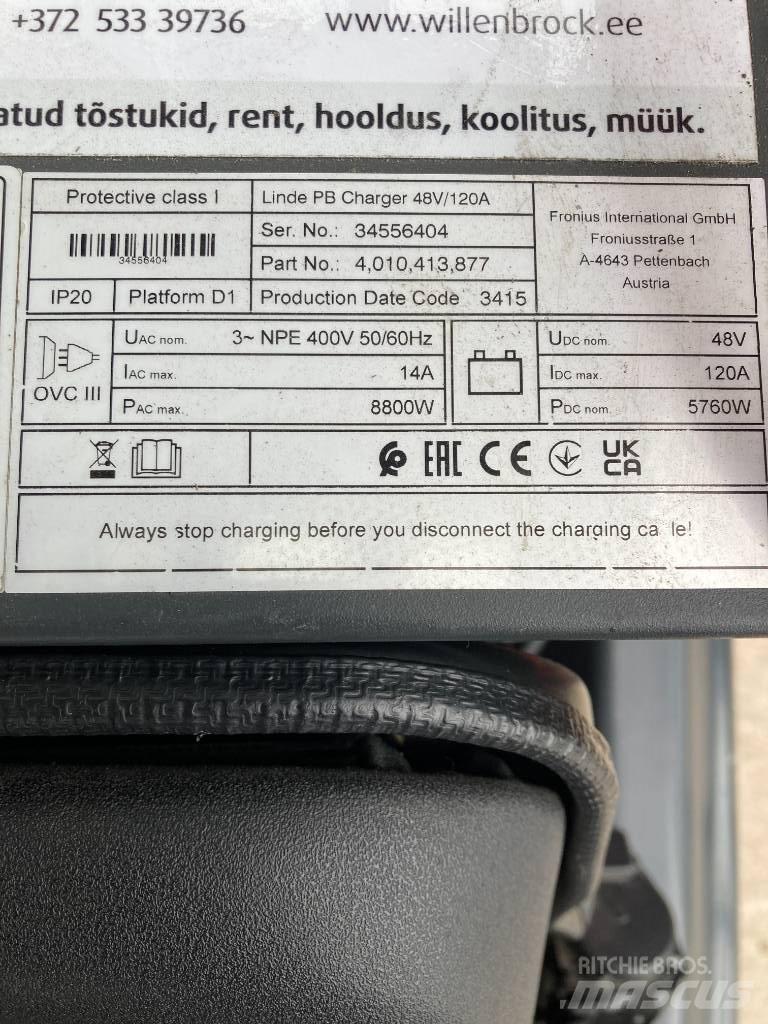 +372 533 39736 www.willenbrock.ee
atud tõstukid, rent, hooldus, koolitus, müük.
Protective class I
Linde PB Charger 48V/120A
Fronius International GmbH
Froniusstraße 1
A-4643 Pettenbach
Austria
34556404
Ser. No.: 34556404
Part No.: 4,010,413,877
IP20 Platform D1 Production Date Code 3415
OVC III
UAC nom. 3~ NPE 400V 50/60Hz
IAC max. 14A
PAC max. 8800W
UDC nom. 48V
IDC max. 120A
PDC nom. 5760W
EAC CE UK CA
Always stop charging before you disconnect the charging ca le!
RITCHIE BROS.
MASCUS